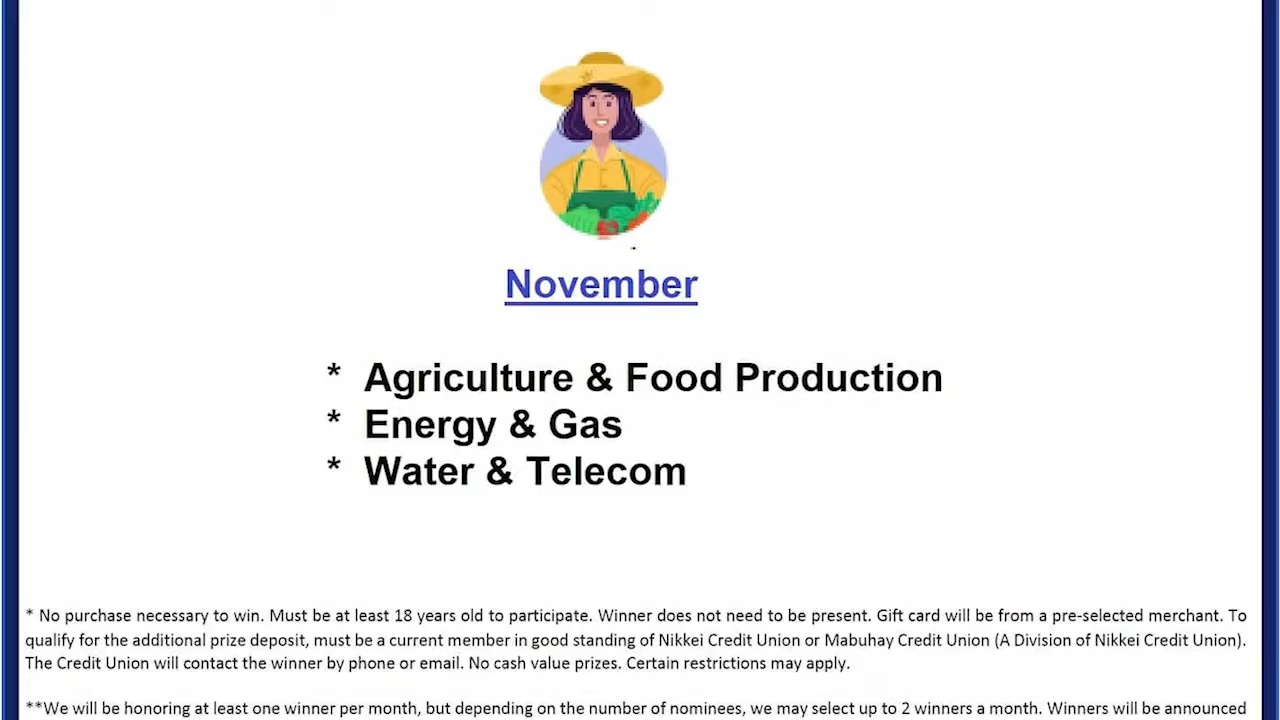 November
* Agriculture & Food Production
* Energy & Gas
* Water & Telecom
* No purchase necessary to win. Must be at least 18 years old to participate. Winner does not need to be present. Gift card will be from a pre-selected merchant. To
qualify for the additional prize deposit, must be a current member in good standing of Nikkei Credit Union or Mabuhay Credit Union (A Division of Nikkei Credit Union).
The Credit Union will contact the winner by phone or email. No cash value prizes. Certain restrictions may apply.
**We will be honoring at least one winner per month, but depending on the number of nominees, we may select up to 2 winners a month. Winners will be announced